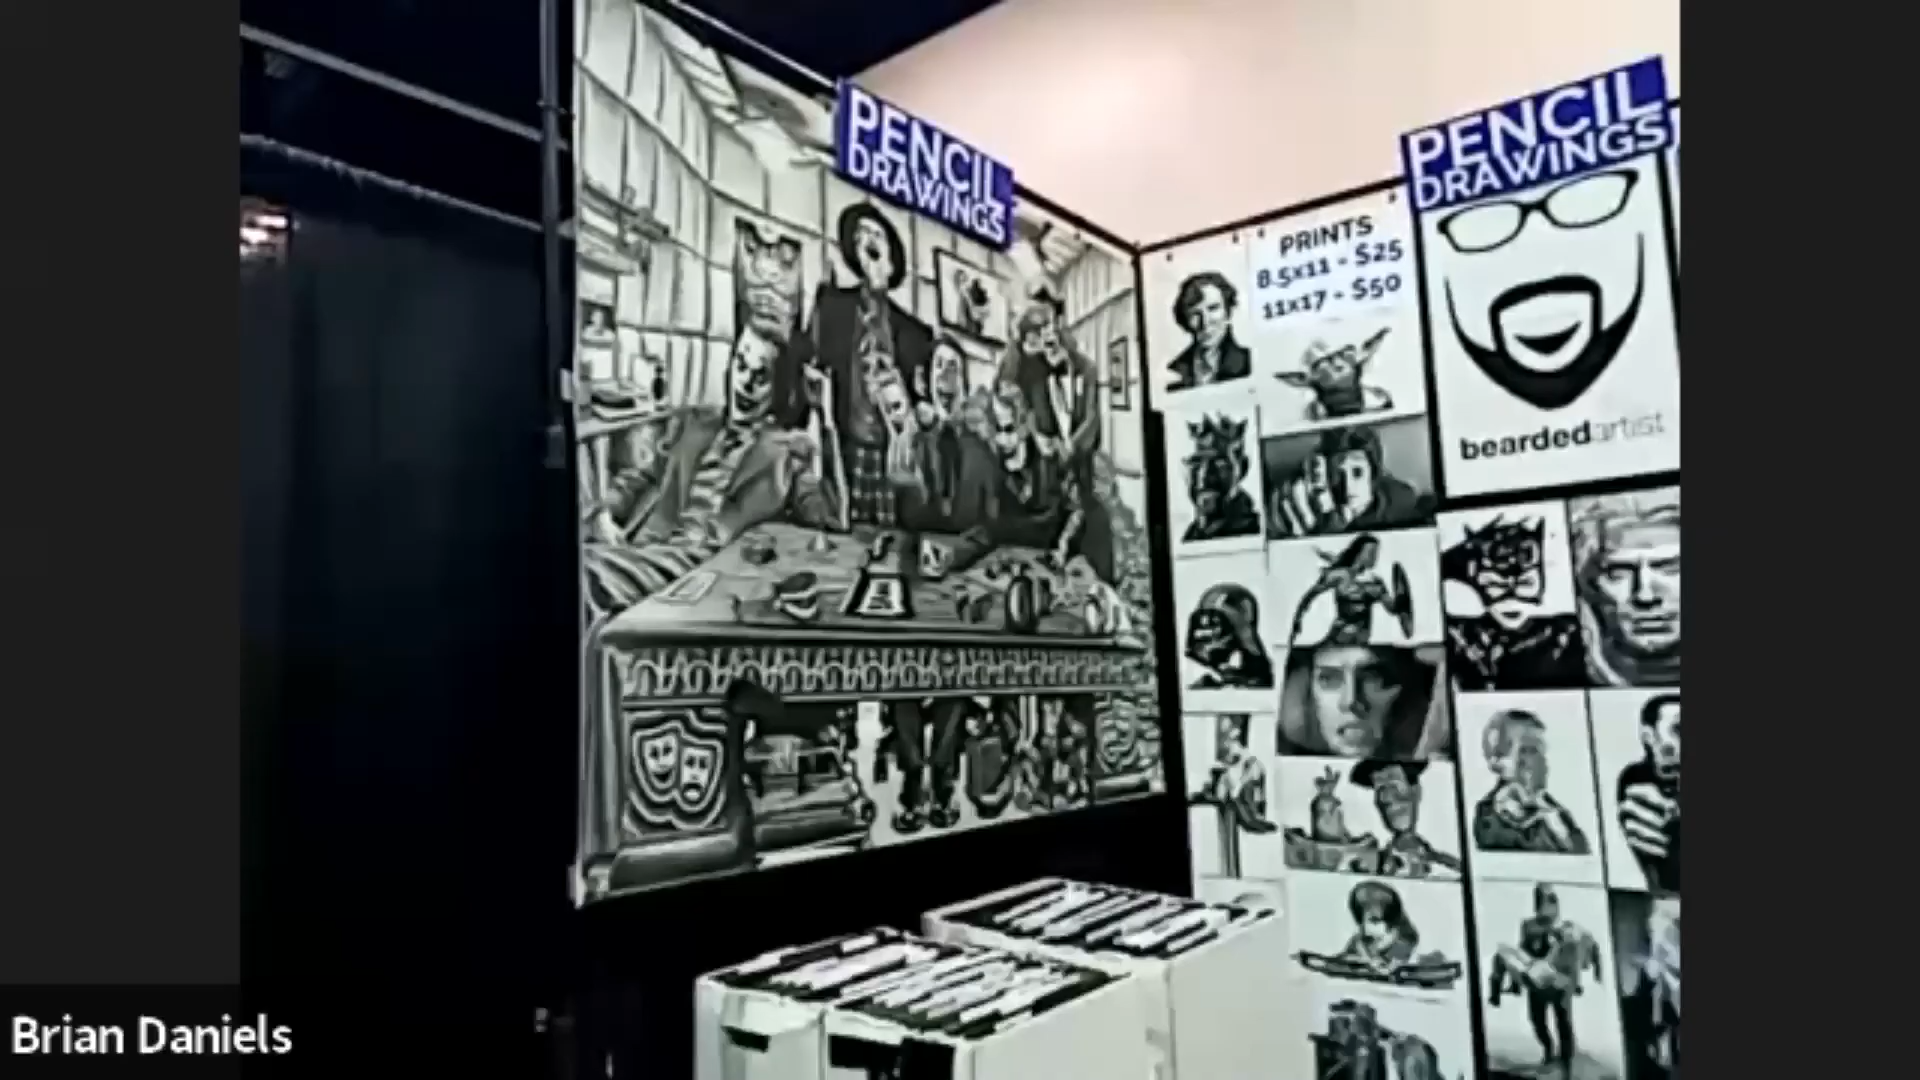 PENCIL
DRAWINGS
PENCIL
DRAWINGS
PRINTS
8.5x11 - $25
11x17 - $50
beardedartist
Brian Daniels